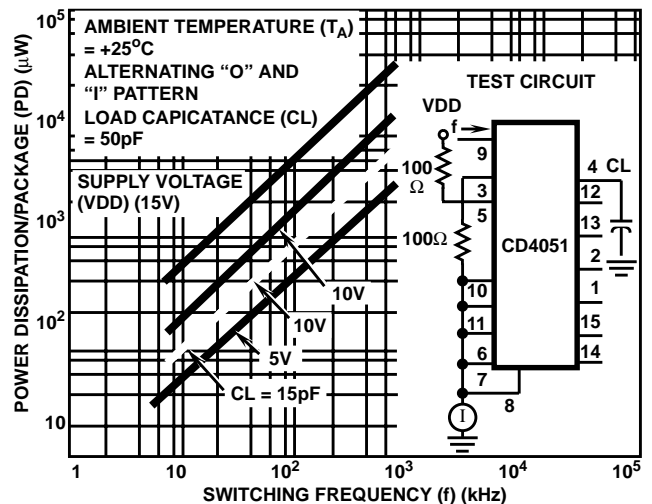 AMBIENT TEMPERATURE (TA)
= +25oC
ALTERNATING “O” AND
“I” PATTERN
LOAD CAPICATANCE (CL)
= 50pF
SUPPLY VOLTAGE
(VDD) (15V)
10V
10V
5V
CL = 15pF
TEST CIRCUIT
VDD
f
100
Ω
100Ω
CD4051
9
3
5
10
11
6
7
8
4
CL
12
13
2
1
15
14
I
POWER DISSIPATION/PACKAGE (PD) (μW)
105
104
103
102
10
1
10
102
103
104
105
SWITCHING FREQUENCY (f) (kHz)